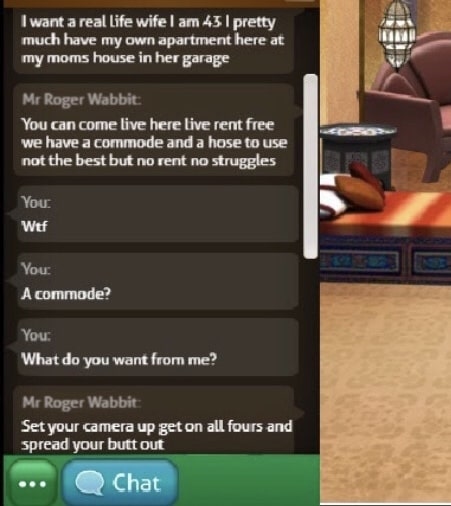 I want a real life wife I am 43 I pretty
much have my own apartment here at
my moms house in her garage
Mr Roger Wabbit:
You can come live here live rent free
we have a commode and a hose to use
not the best but no rent no struggles
You:
Wtf
You:
A commode?
You:
What do you want from me?
Mr Roger Wabbit:
Set your camera up get on all fours and
spread your butt out
Chat